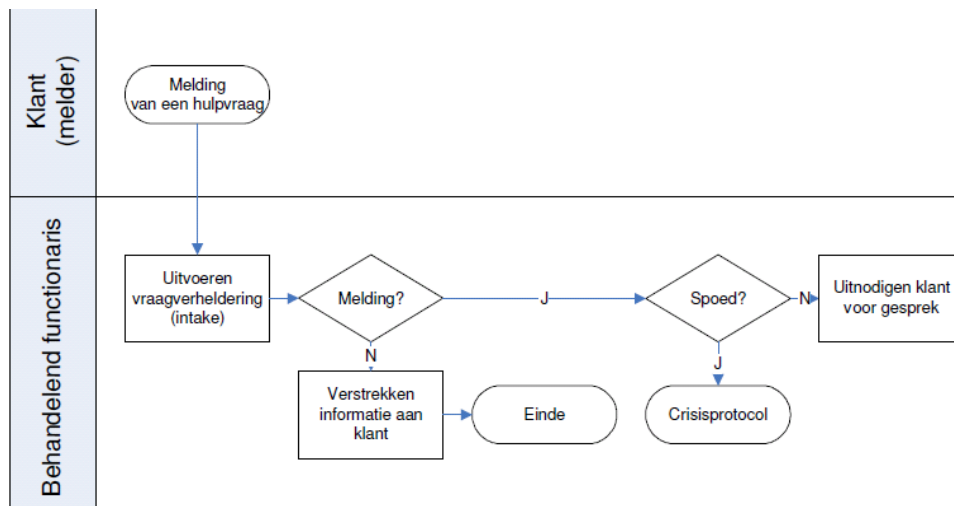 Klant
(melder)
Melding
van een hulpvraag
Behandelend functionaris
Uitvoeren
vraagverheldering
(intake)
Melding?
J
Spoed?
N
Uitnodigen klant
voor gesprek
N
J
Verstrekken
informatie aan
klant
Einde
Crisisprotocol